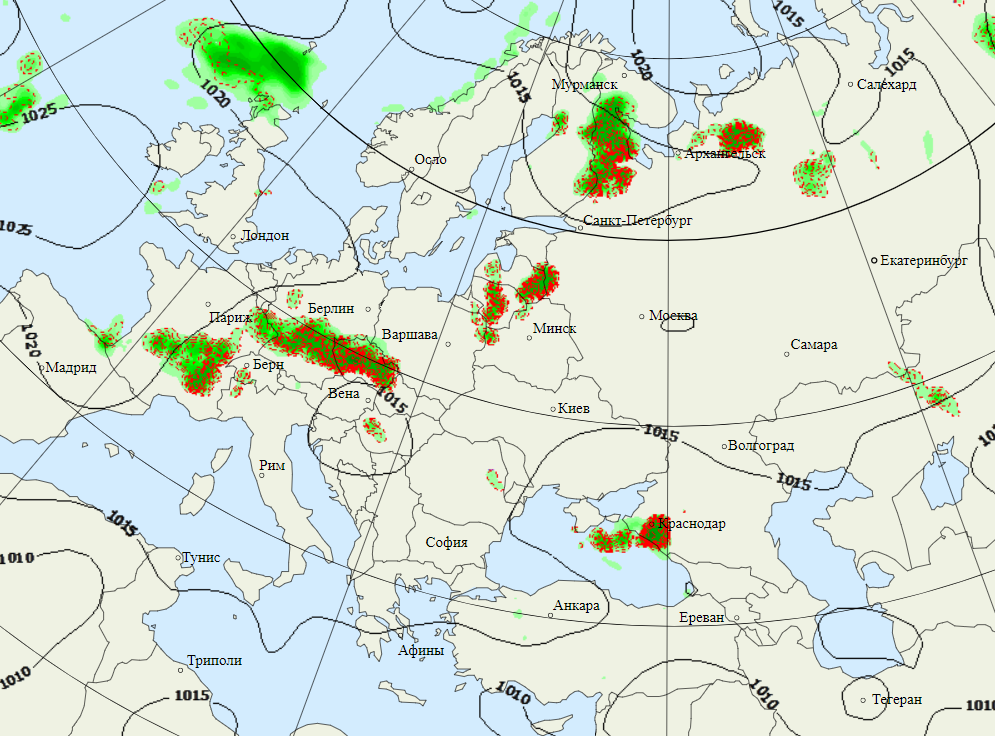 1015
1020
Мурманск
1015
1015
Салехард
1020
1025
Архангельск
Осло
Санкт-Петербург
1025
Лондон
Екатеринбург
Берлин
Париж
Москва
Минск
1020
Варшава
Самара
Мадрид
Берн
Вена
1015
Киев
1015
Волгоград
Рим
1015
1015
Краснодар
София
1010
Тунис
Анкара
Ереван
Афины
Триполи
1010
1015
1010
1010
Тегеран
1010